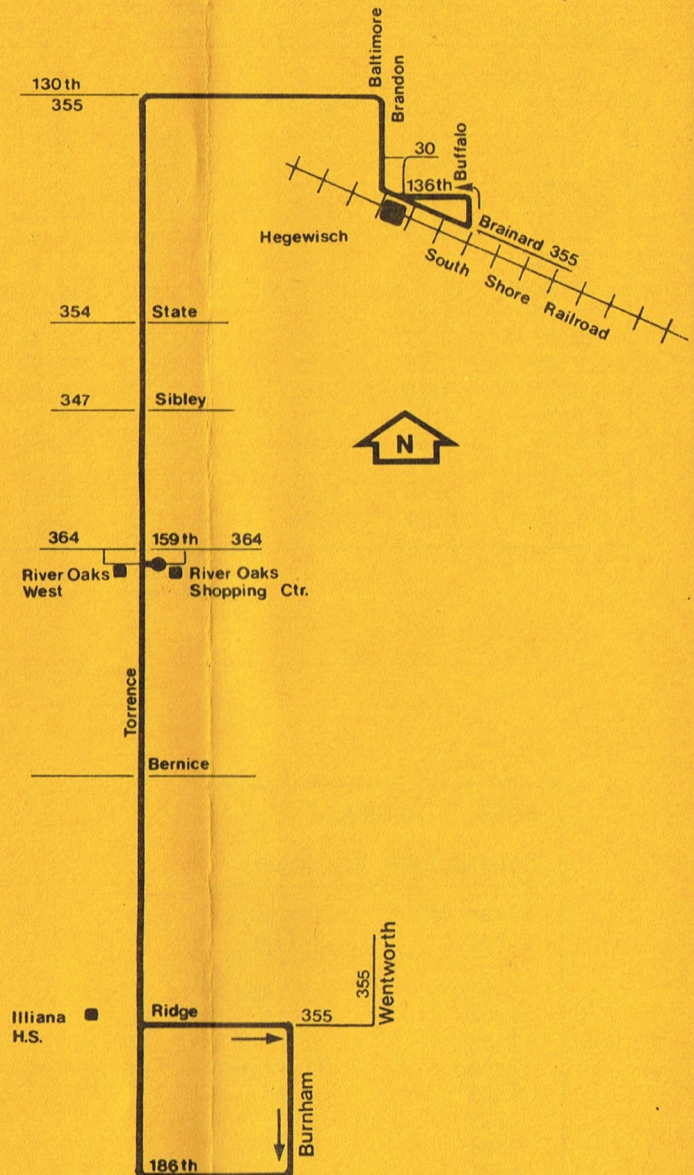 Baltimore
Brandon
130th
355
30
Buffalo
136th
Hegewisch
Brainard 355
South Shore Railroad
354
State
347
Sibley
N
364
159th
364
River Oaks
West
River Oaks
Shopping Ctr.
Torrence
Bernice
Wentworth
355
Illiana
H.S.
Ridge
355
Burnham
186th